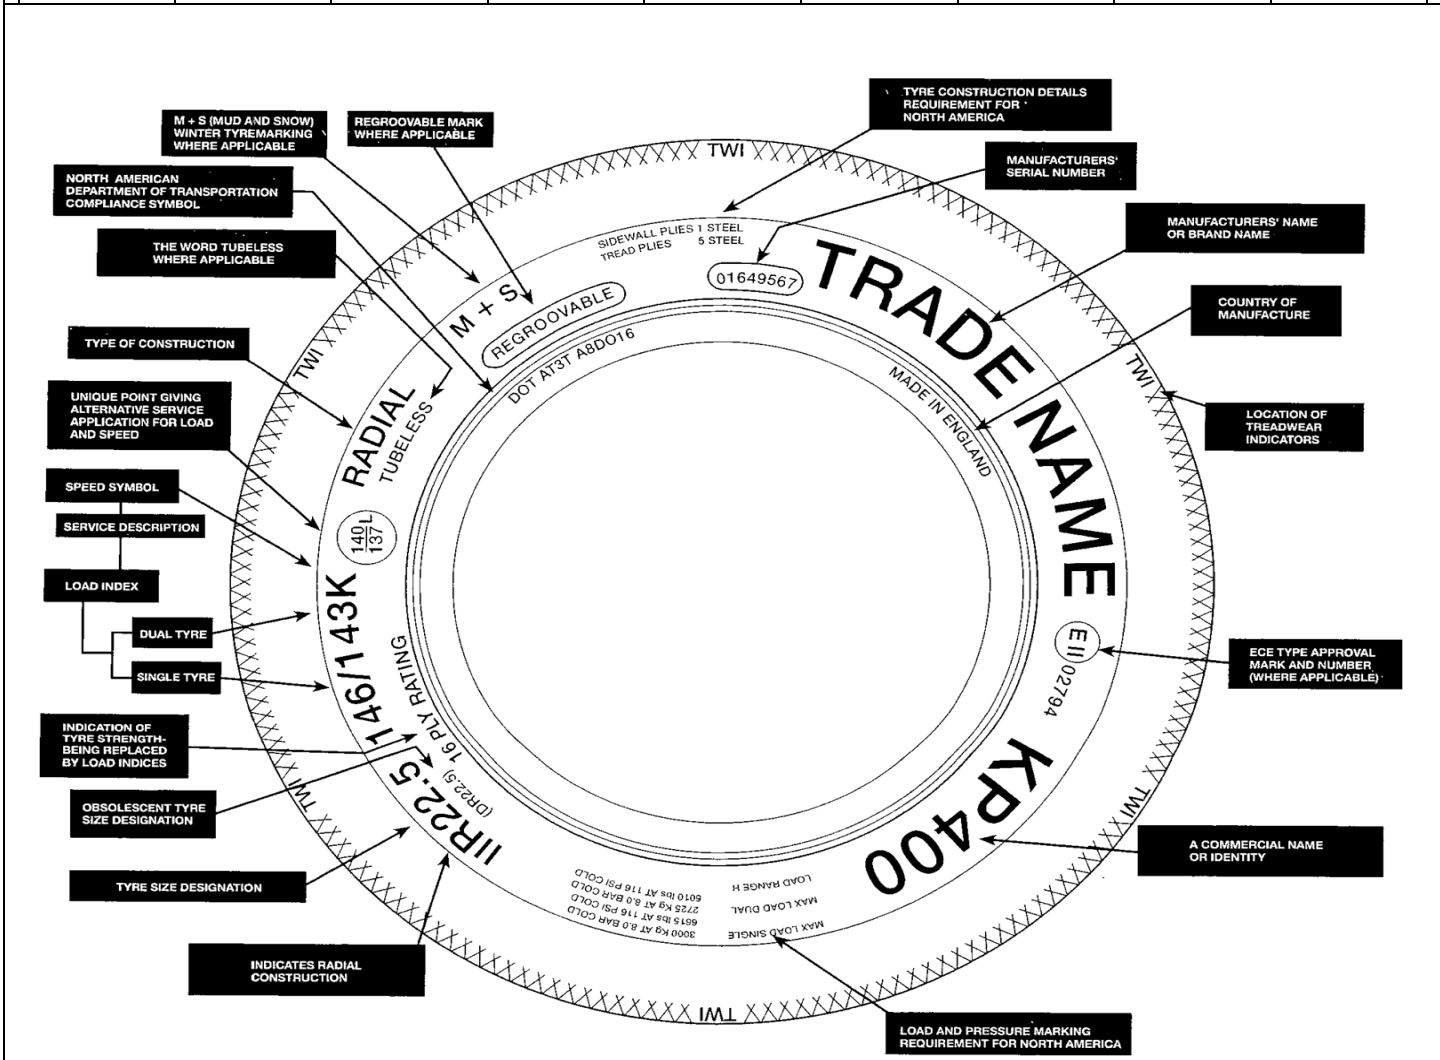 M + S (MUD AND SNOW)
WINTER TYREMARKING
WHERE APPLICABLE
REGROOVABLE MARK
WHERE APPLICABLE
TYRE CONSTRUCTION DETAILS
REQUIREMENT FOR
NORTH AMERICA
MANUFACTURERS'
SERIAL NUMBER
NORTH AMERICAN
DEPARTMENT OF TRANSPORTATION
COMPLIANCE SYMBOL
MANUFACTURERS' NAME
OR BRAND NAME
THE WORD TUBELESS
WHERE APPLICABLE
COUNTRY OF
MANUFACTURE
TYPE OF CONSTRUCTION
UNIQUE POINT GIVING
ALTERNATIVE SERVICE
APPLICATION FOR LOAD
AND SPEED
LOCATION OF
TREADWEAR
INDICATORS
SPEED SYMBOL
SERVICE DESCRIPTION
LOAD INDEX
DUAL TYRE
SINGLE TYRE
ECE TYPE APPROVAL
MARK AND NUMBER
(WHERE APPLICABLE)
INDICATION OF
TYRE STRENGTH-
BEING REPLACED
BY LOAD INDICES
OBSOLESCENT TYRE
SIZE DESIGNATION
A COMMERCIAL NAME
OR IDENTITY
TYRE SIZE DESIGNATION
INDICATES RADIAL
CONSTRUCTION
LOAD AND PRESSURE MARKING
REQUIREMENT FOR NORTH AMERICA
TWI
TWI
TWI
TWI
TWI
TWI
SIDEWALL PLIES 1 STEEL
TREAD PLIES 5 STEEL
01649567
TRADE NAME
M + S
REGROOVABLE
DOT AT3T A8DO16
MADE IN ENGLAND
RADIAL
TUBELESS
140 L
137
146/143K
16 PLY RATING
(DR22.5)
IIR22.5
EII 02794
KP400
MAX LOAD SINGLE 3000 Kg AT 8.0 BAR COLD
6615 lbs AT 116 PSI COLD
MAX LOAD DUAL 2725 Kg AT 8.0 BAR COLD
6010 lbs AT 116 PSI COLD
LOAD RANGE H